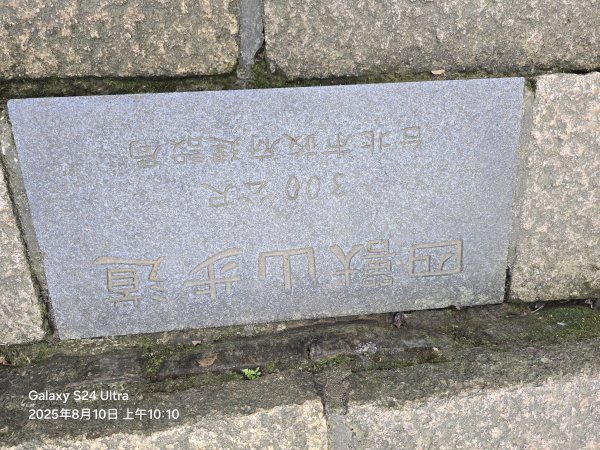 四獸山步道
300公尺
台北市政府建設局
Galaxy S24 Ultra
2025年8月10日 上午10:10